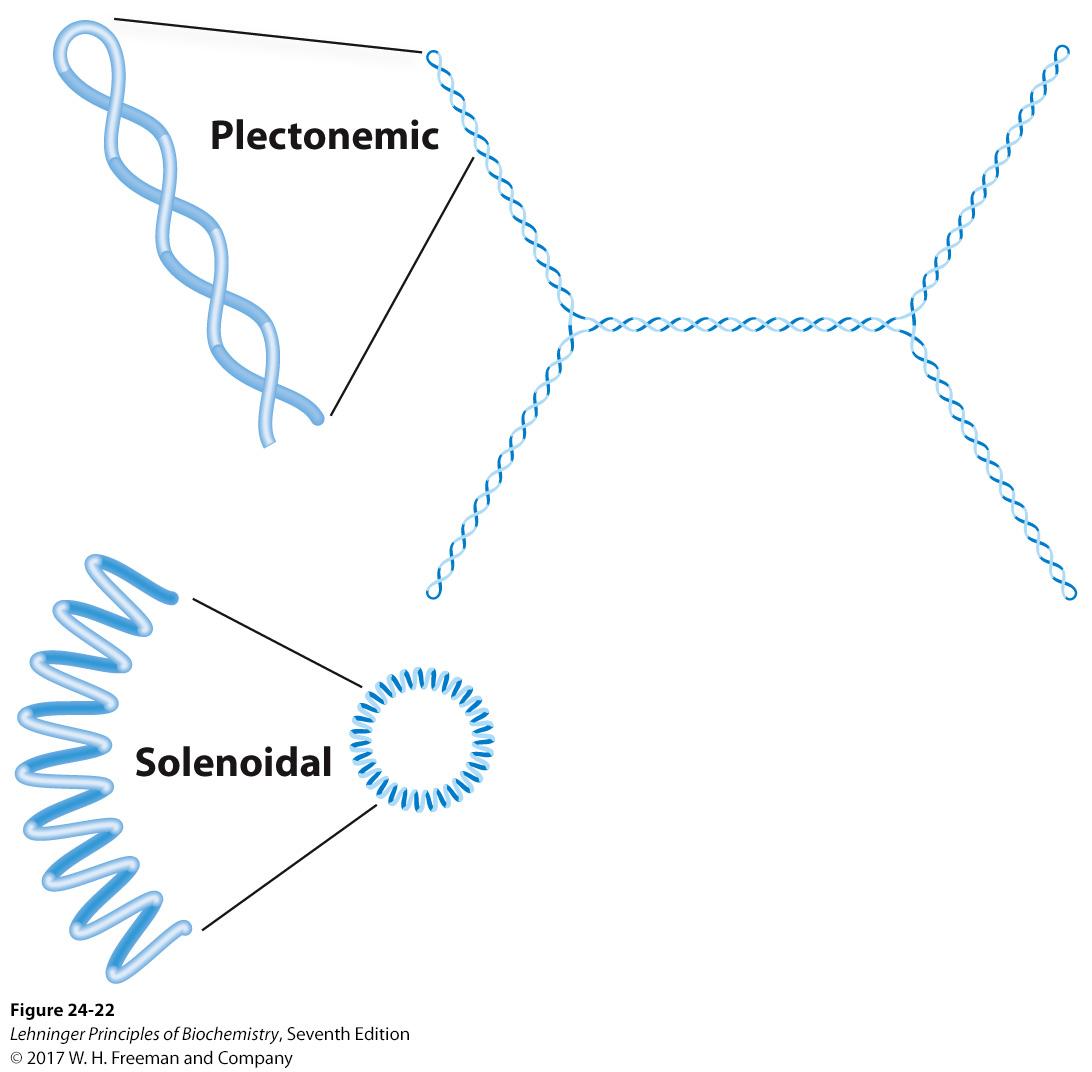 Plectonemic
Solenoidal
Figure 24-22
Lehninger Principles of Biochemistry, Seventh Edition
© 2017 W. H. Freeman and Company